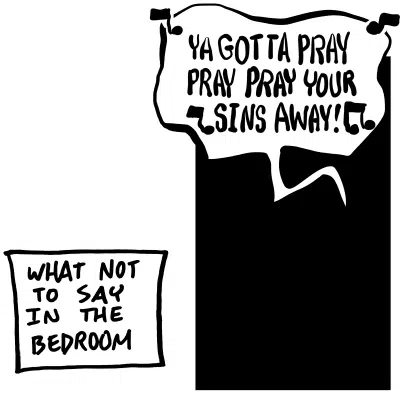 YA GOTTA PRAY
PRAY PRAY YOUR
SINS AWAY!
WHAT NOT
TO SAY
IN THE
BEDROOM